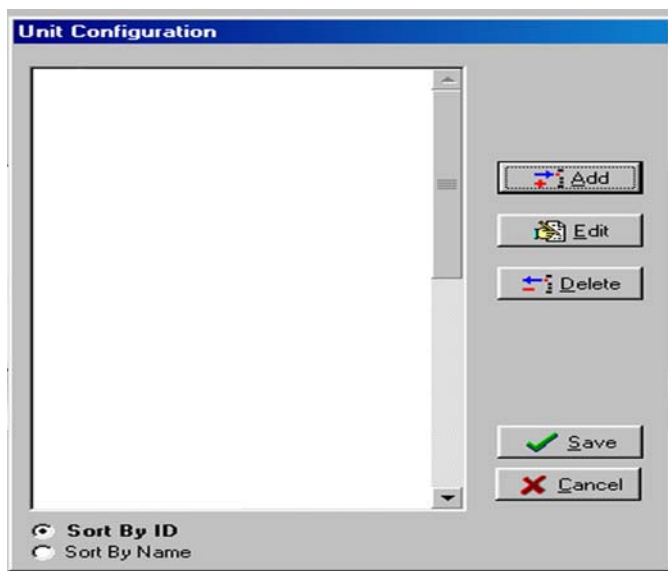 Unit Configuration
Add
Edit
Delete
Save
Cancel
Sort By ID
Sort By Name